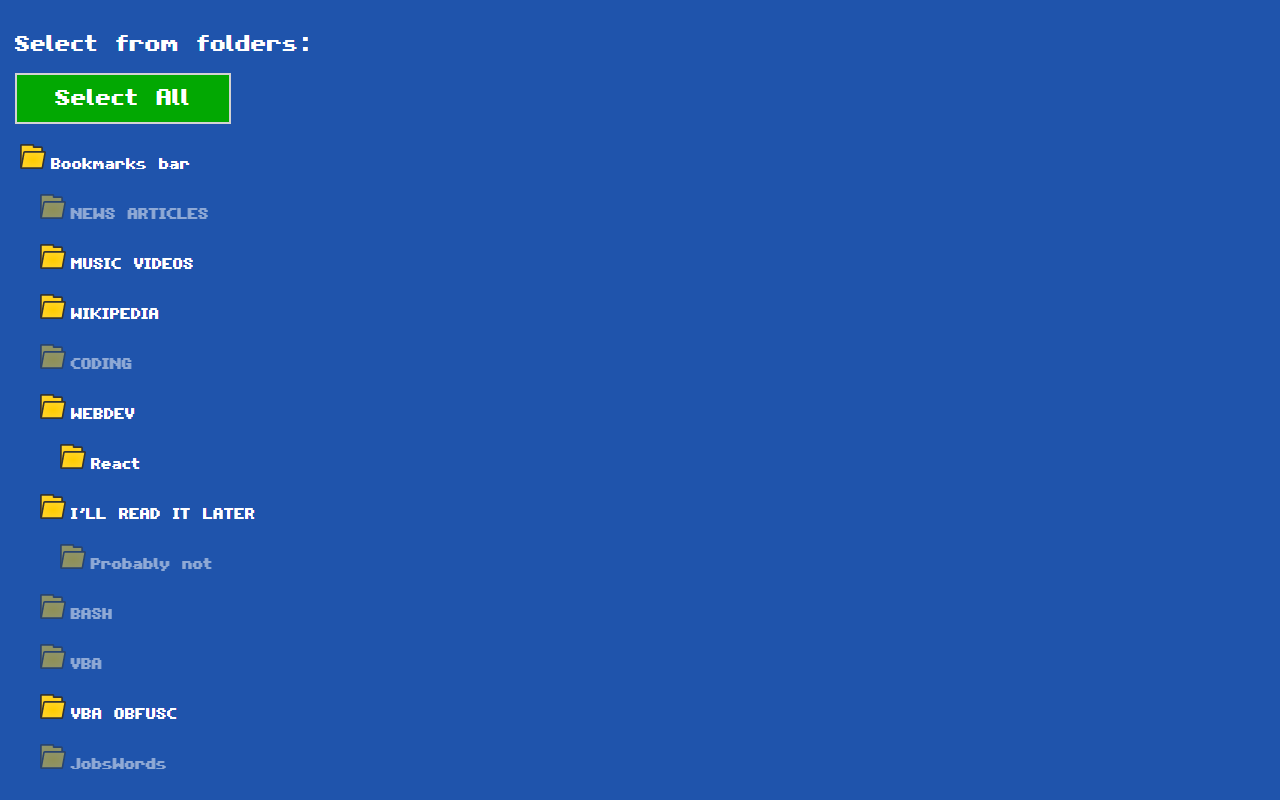 Select from folders:
Select All
Bookmarks bar
NEWS ARTICLES
MUSIC VIDEOS
WIKIPEDIA
CODING
WEBDEV
React
I'LL READ IT LATER
Probably not
BASH
VBA
VBA OBFUSC
JobsWords